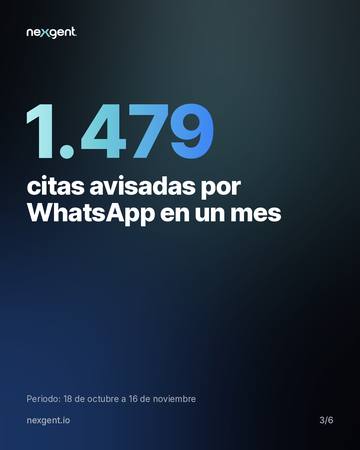 nexgent
1.479
citas avisadas por
WhatsApp en un mes
Periodo: 18 de octubre a 16 de noviembre
nexgent.io
3/6